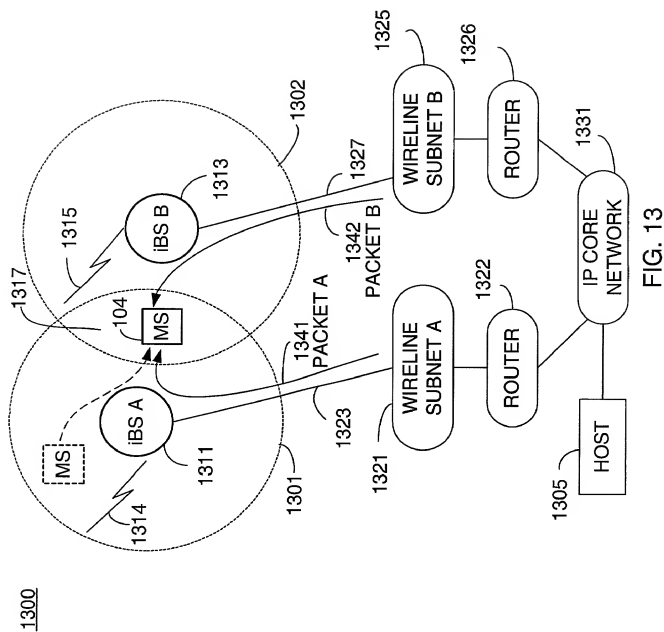 1300
MS
1314
iBS A
1311
1301
1317
104
MS
1315
iBS B
1313
1302
1323
1341
PACKET A
1342
PACKET B
1327
1321
WIRELINE
SUBNET A
WIRELINE
SUBNET B
1325
ROUTER
1322
ROUTER
1326
1305
HOST
IP CORE
NETWORK
1331
FIG. 13